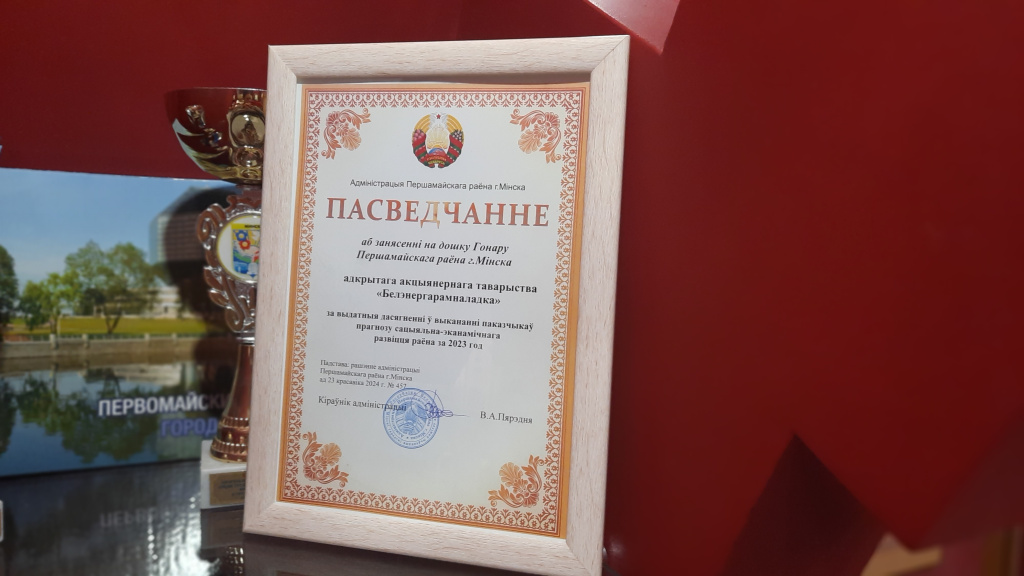 Адміністрацыя Першамайскага раёна г.Мінска
ПАСВЕДЧАННЕ
аб занясенні на дошку Гонару
Першамайскага раёна г.Мінска
адкрытага акцыянернага таварыства
«Белэнергарамналадка»
за выдатныя дасягненні ў выкананні паказчыкаў
прагнозу сацыяльна-эканамічнага
развіцця раёна за 2023 год
Падстава: рашэнне адміністрацыі
Першамайскага раёна г.Мінска
ад 23 красавіка 2024 г. № 457
Кіраўнік адміністрацыі
В.А.Пярэдня
ПЕРВОМАЙСКИ
ГОРОД